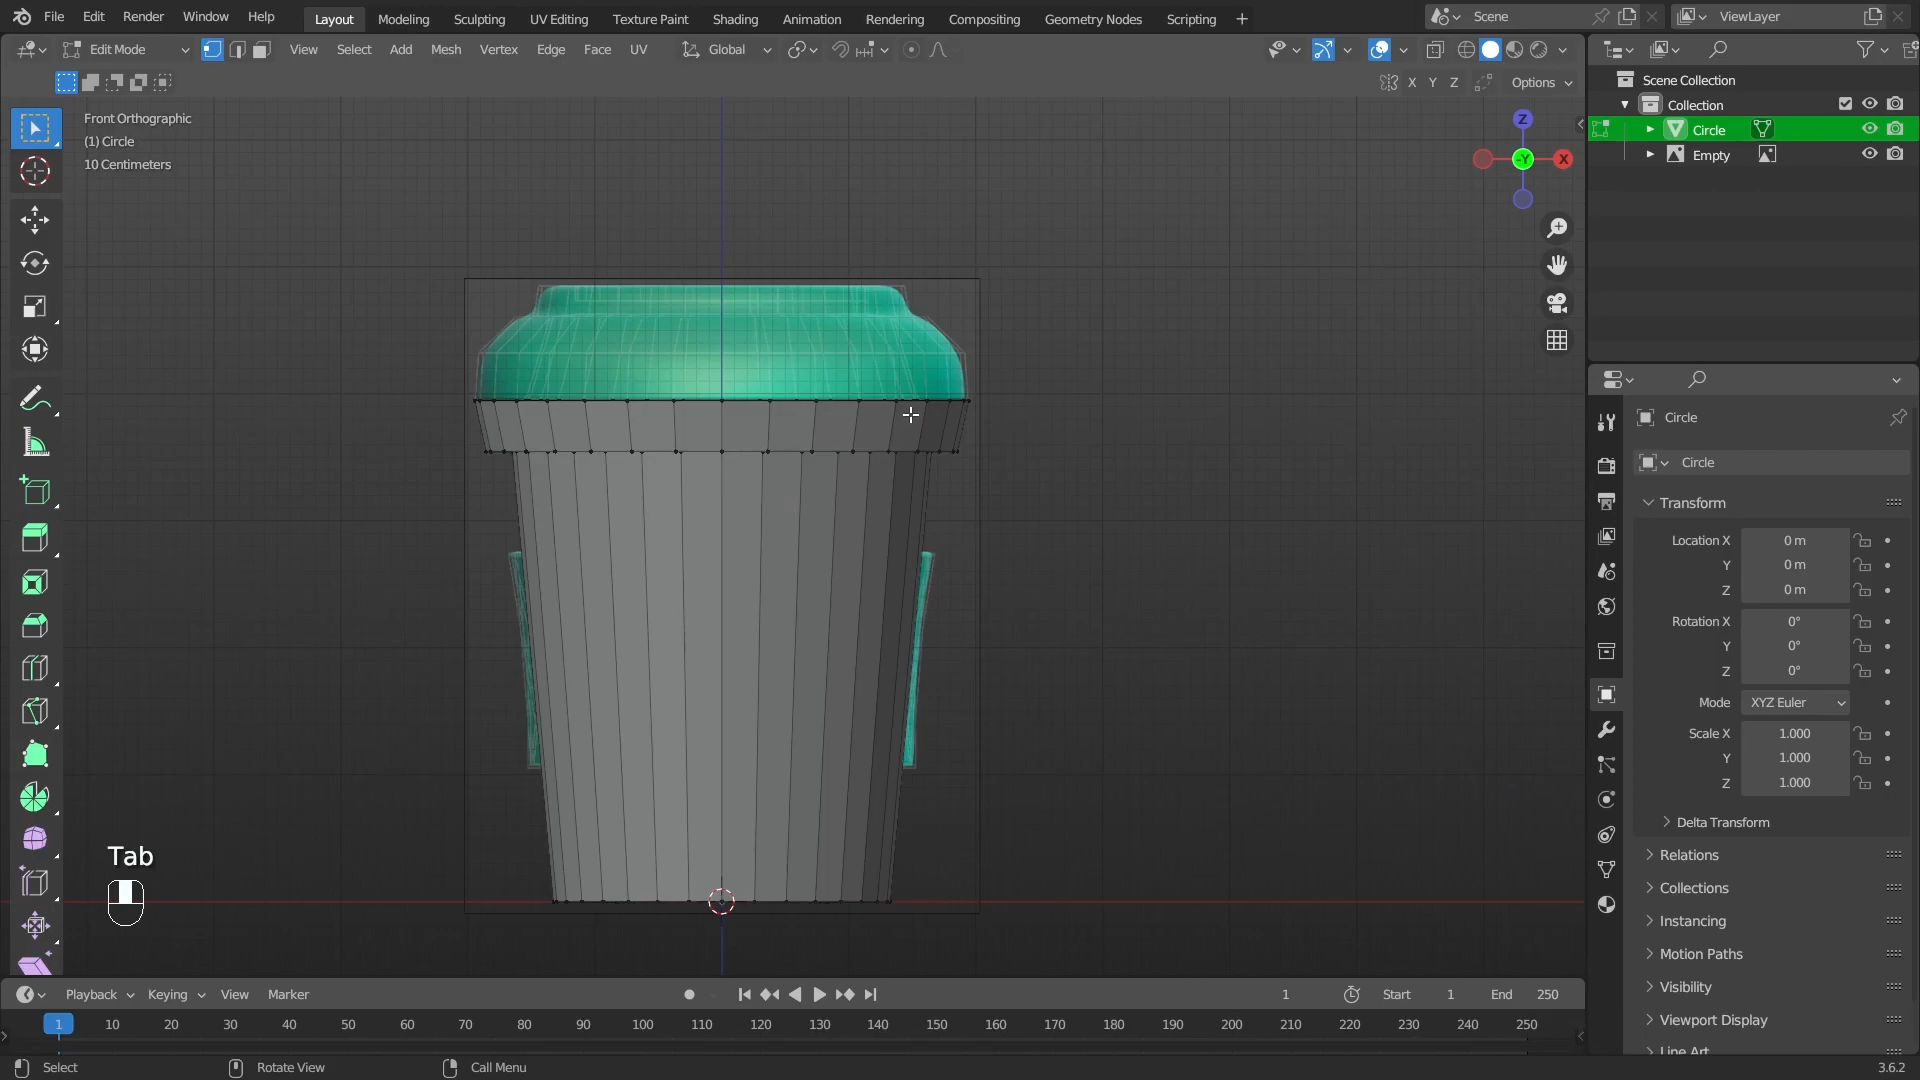 File Edit Render Window Help Layout Modeling Sculpting UV Editing Texture Paint Shading Animation Rendering Compositing Geometry Nodes Scripting + Scene ViewLayer
Edit Mode View Select Add Mesh Vertex Edge Face UV Global
X Y Z Options
Front Orthographic
(1) Circle
10 Centimeters
Z
-Y X
Scene Collection
Collection
Circle
Empty
Circle
Circle
Transform
Location X 0 m
Y 0 m
Z 0 m
Rotation X 0°
Y 0°
Z 0°
Mode XYZ Euler
Scale X 1.000
Y 1.000
Z 1.000
Delta Transform
Relations
Collections
Instancing
Motion Paths
Visibility
Viewport Display
Line Art
Tab
Playback Keying View Marker 1 Start 1 End 250
1 10 20 30 40 50 60 70 80 90 100 110 120 130 140 150 160 170 180 190 200 210 220 230 240 250
Select Rotate View Call Menu 3.6.2